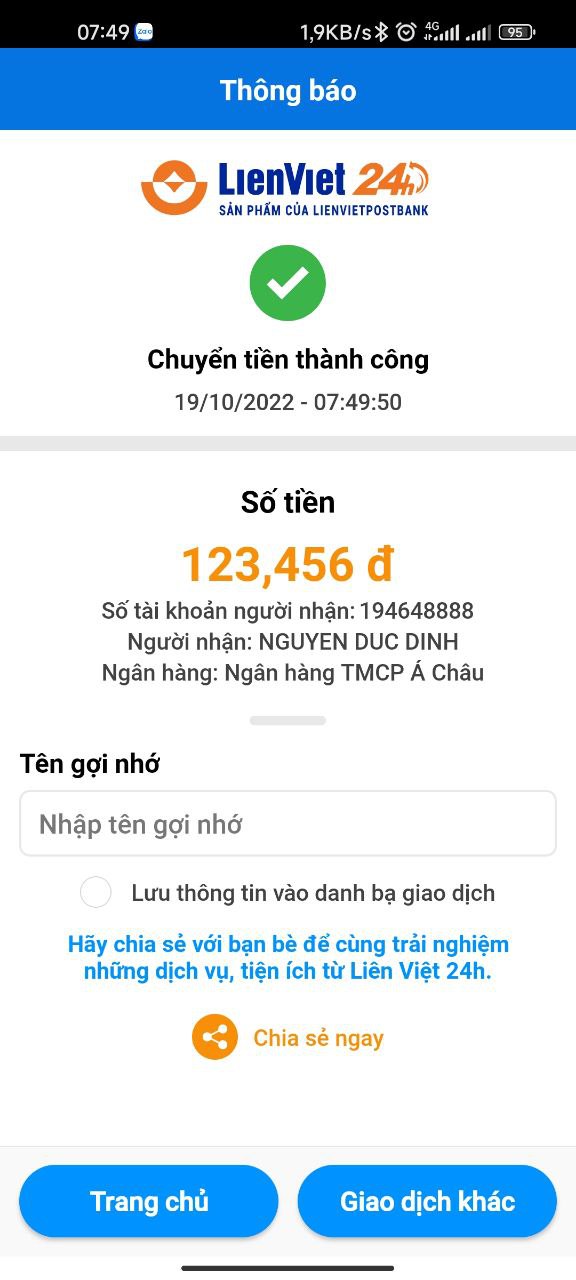 07:49 Zalo 1,9KB/s 4G 95
Thông báo
LienViet 24h
SẢN PHẨM CỦA LIENVIETPOSTBANK
Chuyển tiền thành công
19/10/2022 - 07:49:50
Số tiền
123,456 đ
Số tài khoản người nhận: 194648888
Người nhận: NGUYEN DUC DINH
Ngân hàng: Ngân hàng TMCP Á Châu
Tên gợi nhớ
Nhập tên gợi nhớ
Lưu thông tin vào danh bạ giao dịch
Hãy chia sẻ với bạn bè để cùng trải nghiệm
những dịch vụ, tiện ích từ Liên Việt 24h.
Chia sẻ ngay
Trang chủ Giao dịch khác